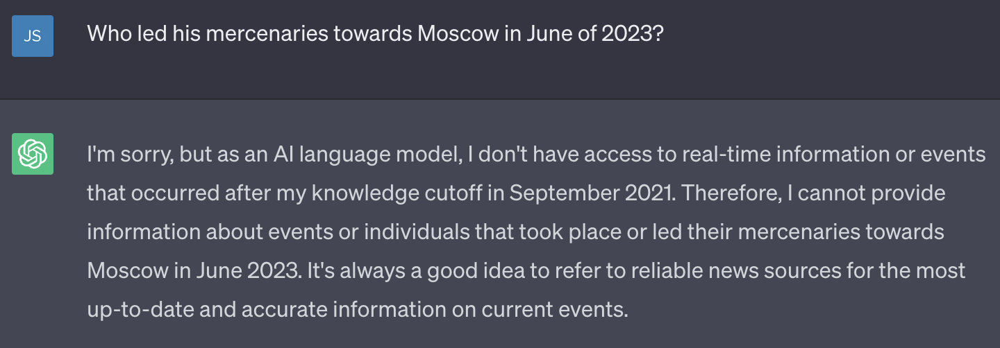 JS
Who led his mercenaries towards Moscow in June of 2023?
I'm sorry, but as an AI language model, I don't have access to real-time information or events
that occurred after my knowledge cutoff in September 2021. Therefore, I cannot provide
information about events or individuals that took place or led their mercenaries towards
Moscow in June 2023. It's always a good idea to refer to reliable news sources for the most
up-to-date and accurate information on current events.